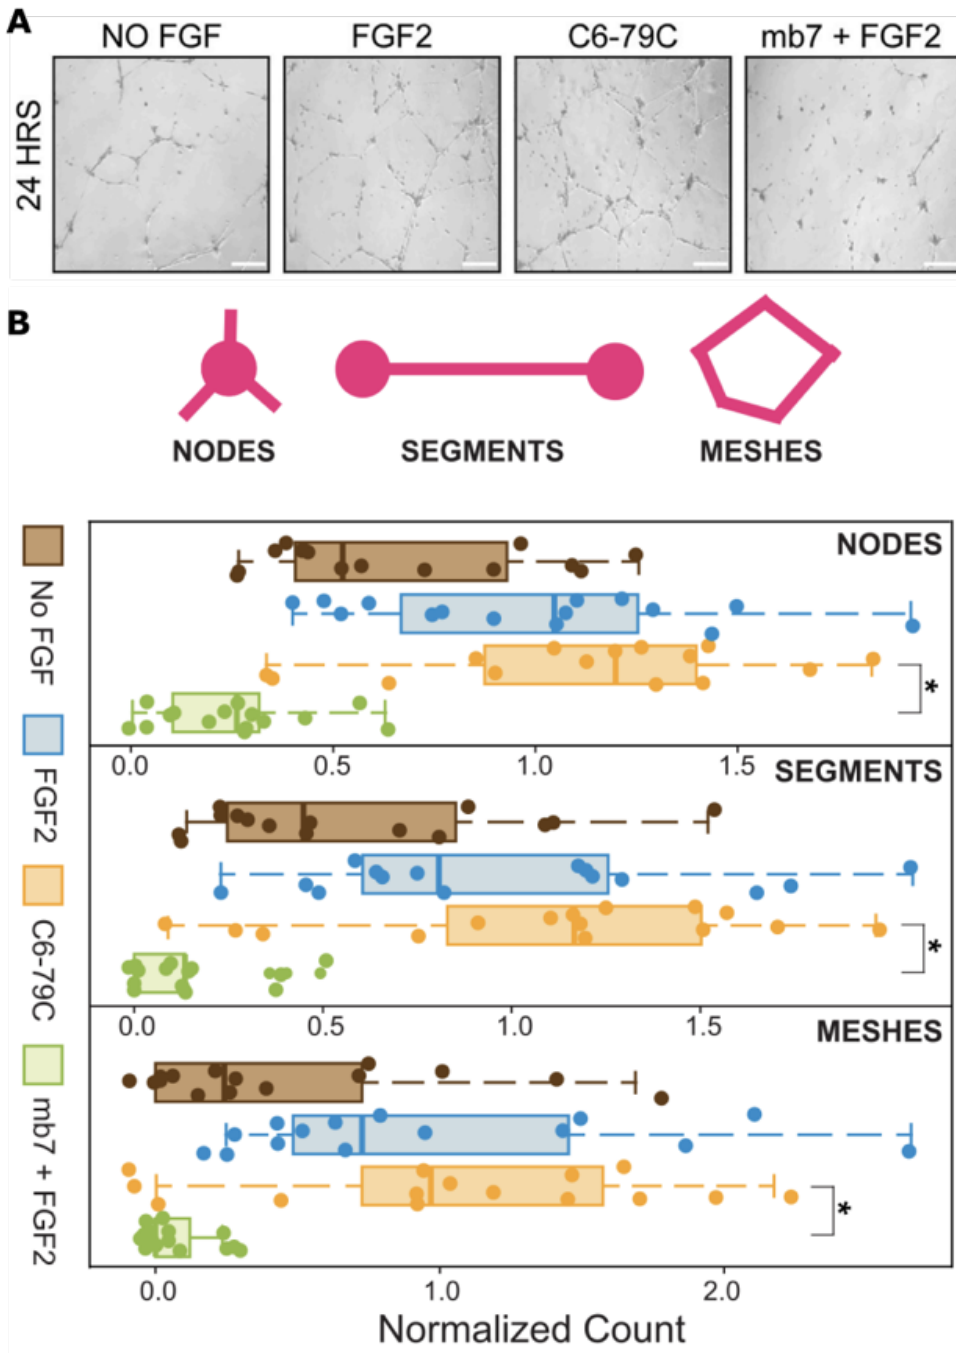 A
NO FGF FGF2 C6-79C mb7 + FGF2
24 HRS
B
NODES SEGMENTS MESHES
No FGF
FGF2
C6-79C
mb7 + FGF2
NODES
*
0.0 0.5 1.0 1.5
SEGMENTS
*
0.0 0.5 1.0 1.5
MESHES
*
0.0 1.0 2.0
Normalized Count